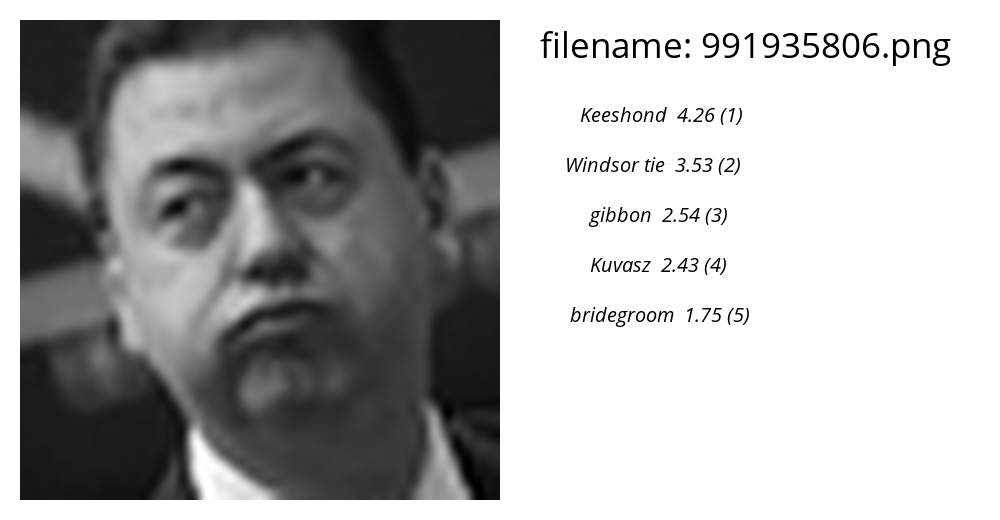 filename: 991935806.png
Keeshond 4.26 (1)
Windsor tie 3.53 (2)
gibbon 2.54 (3)
Kuvasz 2.43 (4)
bridegroom 1.75 (5)